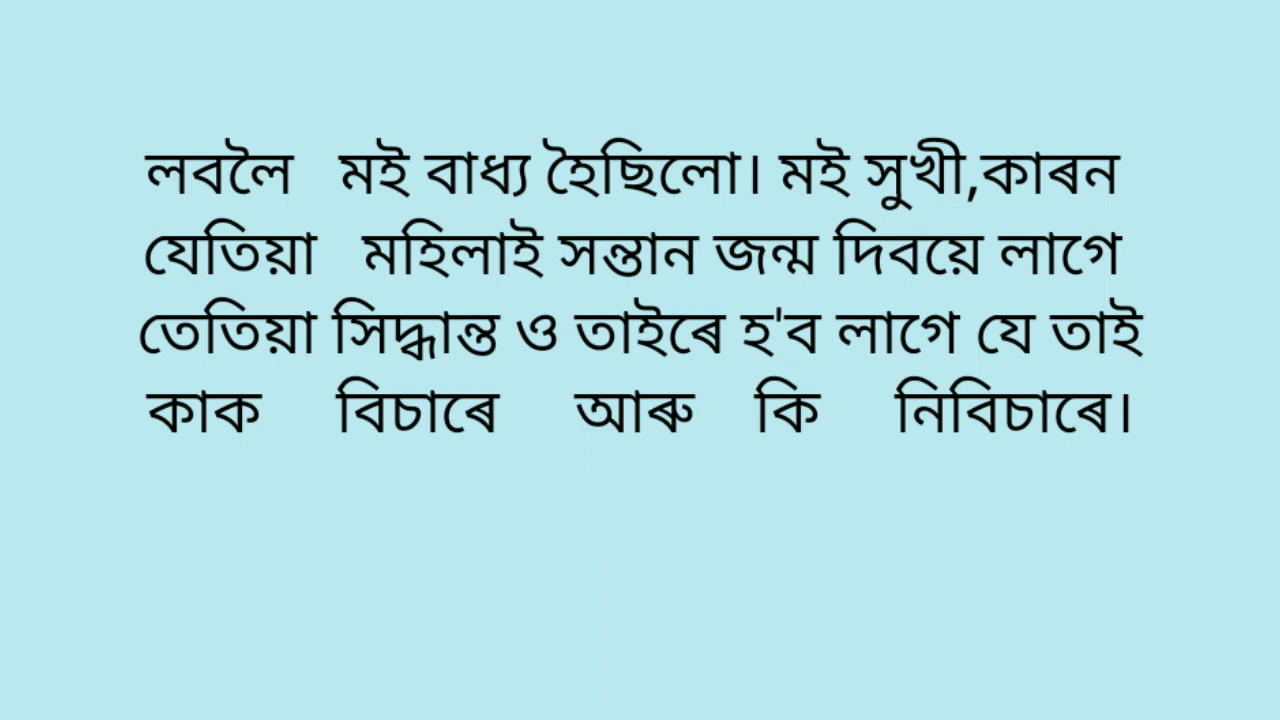 লবলৈ মই বাধ্য হৈছিলো। মই সুখী,কাৰন
যেতিয়া মহিলাই সন্তান জন্ম দিবয়ে লাগে
তেতিয়া সিদ্ধান্ত ও তাইৰে হ'ব লাগে যে তাই
কাক বিচাৰে আৰু কি নিবিচাৰে।